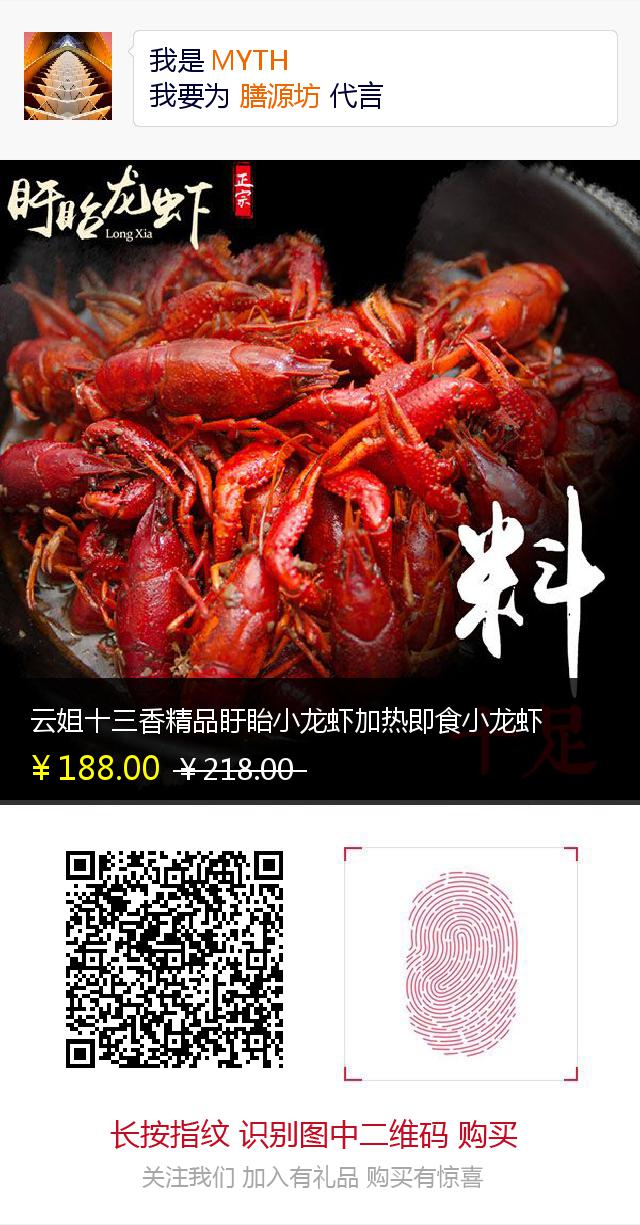 我是 MYTH
我要为 膳源坊 代言
盱眙龙虾
正宗
Long Xia
料
十足
云姐十三香精品盱眙小龙虾加热即食小龙虾
￥188.00 ￥218.00
长按指纹 识别图中二维码 购买
关注我们 加入有礼品 购买有惊喜